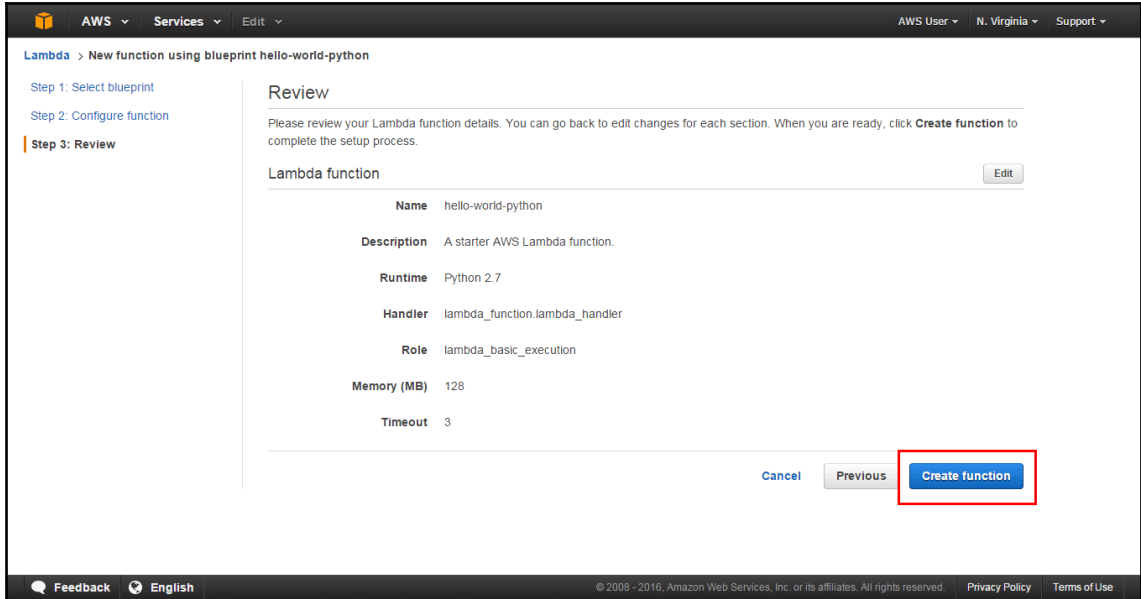 AWS Services Edit AWS User N. Virginia Support
Lambda > New function using blueprint hello-world-python
Step 1: Select blueprint
Step 2: Configure function
Step 3: Review
Review
Please review your Lambda function details. You can go back to edit changes for each section. When you are ready, click Create function to
complete the setup process.
Lambda function Edit
Name hello-world-python
Description A starter AWS Lambda function.
Runtime Python 2.7
Handler lambda_function.lambda_handler
Role lambda_basic_execution
Memory (MB) 128
Timeout 3
Cancel Previous Create function
Feedback English © 2008 - 2016, Amazon Web Services, Inc. or its affiliates. All rights reserved. Privacy Policy Terms of Use